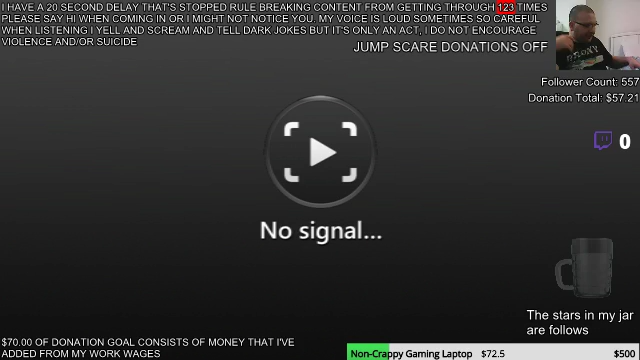 I HAVE A 20 SECOND DELAY THAT'S STOPPED RULE BREAKING CONTENT FROM GETTING THROUGH 123 TIMES
PLEASE SAY HI WHEN COMING IN OR I MIGHT NOT NOTICE YOU. MY VOICE IS LOUD SOMETIMES SO CAREFUL
WHEN LISTENING I YELL AND SCREAM AND TELL DARK JOKES BUT IT'S ONLY AN ACT, I DO NOT ENCOURAGE
VIOLENCE AND/OR SUICIDE
JUMP SCARE DONATIONS OFF
Follower Count: 557
Donation Total: $57.21
0
No signal...
The stars in my jar
are follows
$70.00 OF DONATION GOAL CONSISTS OF MONEY THAT I'VE
ADDED FROM MY WORK WAGES
Non-Crappy Gaming Laptop $72.5 $500